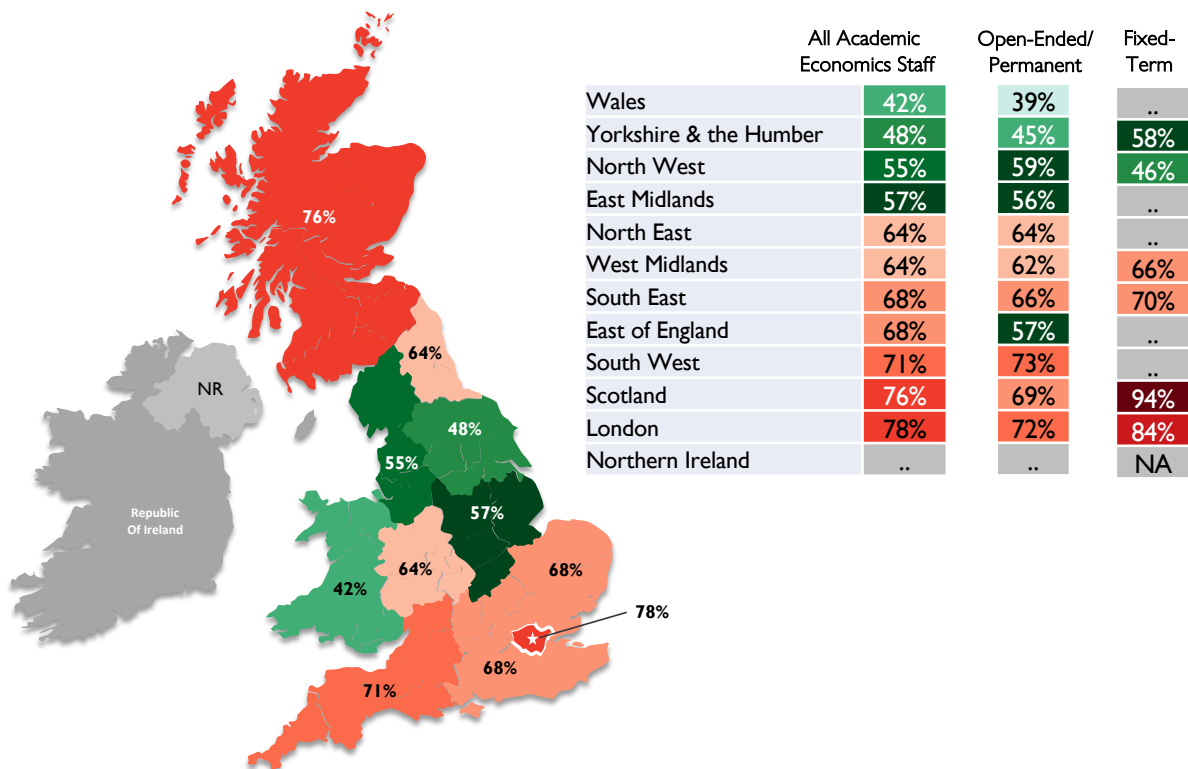 All Academic
Economics Staff
Open-Ended/
Permanent
Fixed-
Term
Wales 42% 39% ..
Yorkshire & the Humber 48% 45% 58%
North West 55% 59% 46%
East Midlands 57% 56% ..
North East 64% 64% ..
West Midlands 64% 62% 66%
South East 68% 66% 70%
East of England 68% 57% ..
South West 71% 73% ..
Scotland 76% 69% 94%
London 78% 72% 84%
Northern Ireland .. .. NA
76%
64%
NR
48%
55%
Republic
Of Ireland
57%
64%
68%
42%
78%
68%
71%